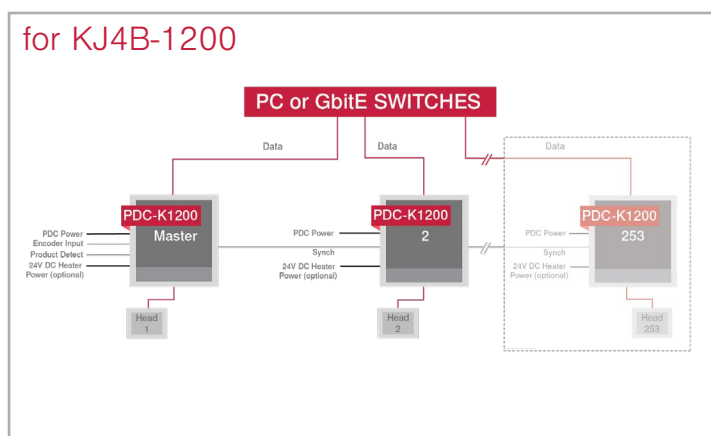 for KJ4B-1200
PC or GbitE SWITCHES
Data
Data
Data
PDC-K1200
Master
PDC Power
Encoder Input
Product Detect
24V DC Heater
Power (optional)
Head
1
PDC-K1200
2
PDC Power
Synch
24V DC Heater
Power (optional)
Head
2
PDC-K1200
253
PDC Power
Synch
24V DC Heater
Power (optional)
Head
253